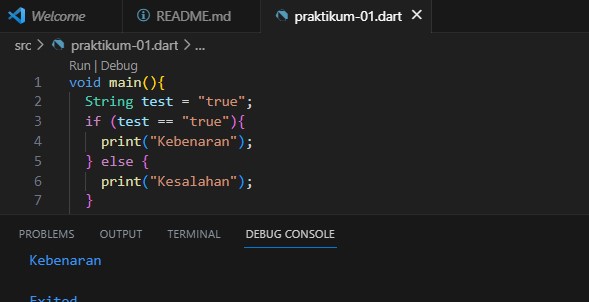 Welcome README.md praktikum-01.dart
src > praktikum-01.dart > ...
Run | Debug
1 void main(){
2 String test = "true";
3 if (test == "true"){
4 print("Kebenaran");
5 } else {
6 print("Kesalahan");
7 }
PROBLEMS OUTPUT TERMINAL DEBUG CONSOLE
Kebenaran
Exited